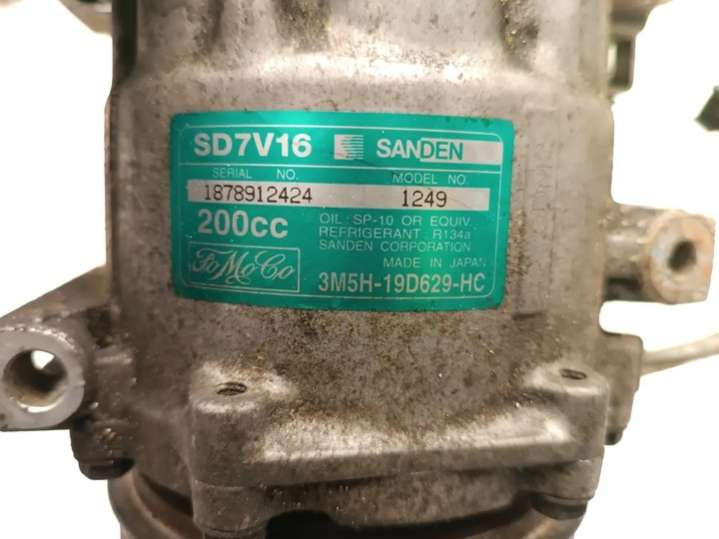 SD7V16 SANDEN
SERIAL NO. MODEL NO.
1878912424 1249
200cc OIL : SP-10 OR EQUIV.
REFRIGERANT : R134a
SANDEN CORPORATION
MADE IN JAPAN
FoMoCo 3M5H-19D629-HC